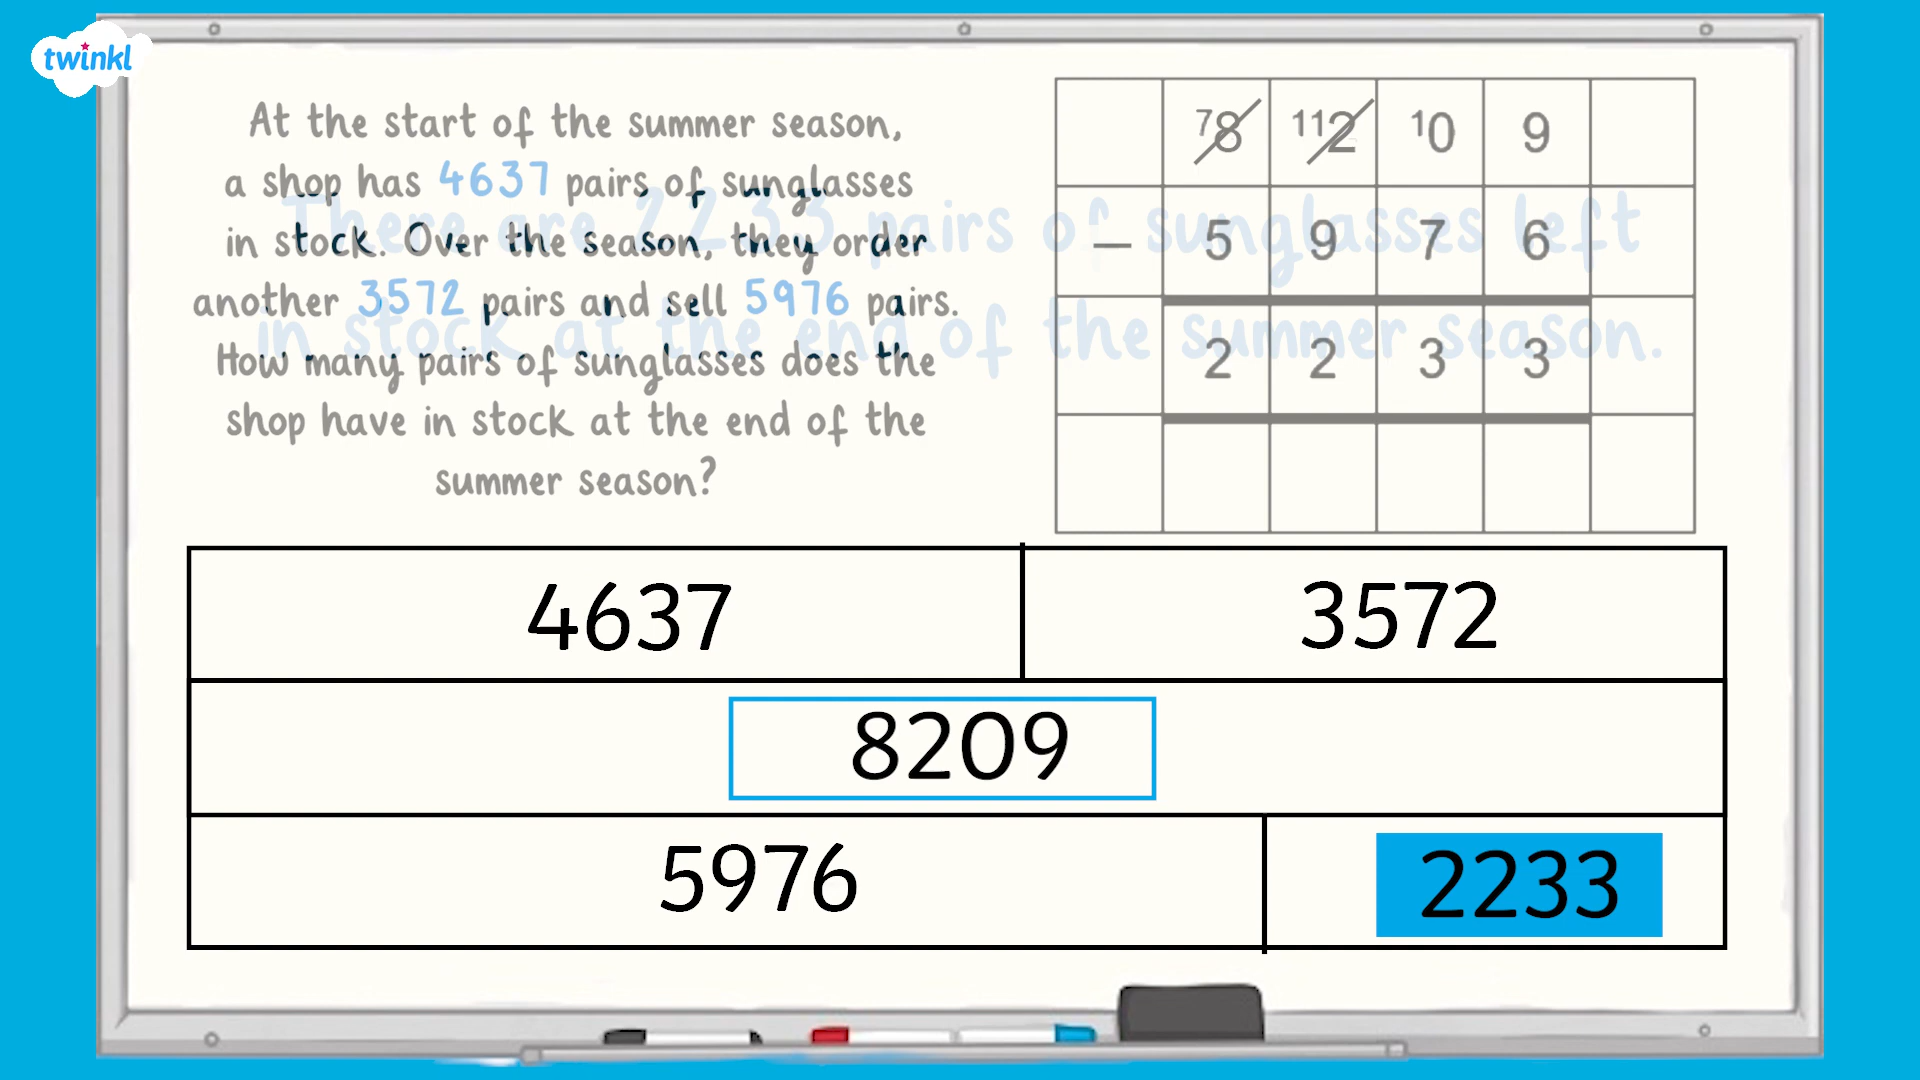 twinkl
At the start of the summer season,
a shop has 4637 pairs of sunglasses
in stock. Over the season, they order
another 3572 pairs and sell 5976 pairs.
How many pairs of sunglasses does the
shop have in stock at the end of the
summer season?
There are 2233 pairs of sunglasses left
in stock at the end of the summer season.
78 112 10 9
– 5 9 7 6
2 2 3 3
4637 3572
8209
5976 2233